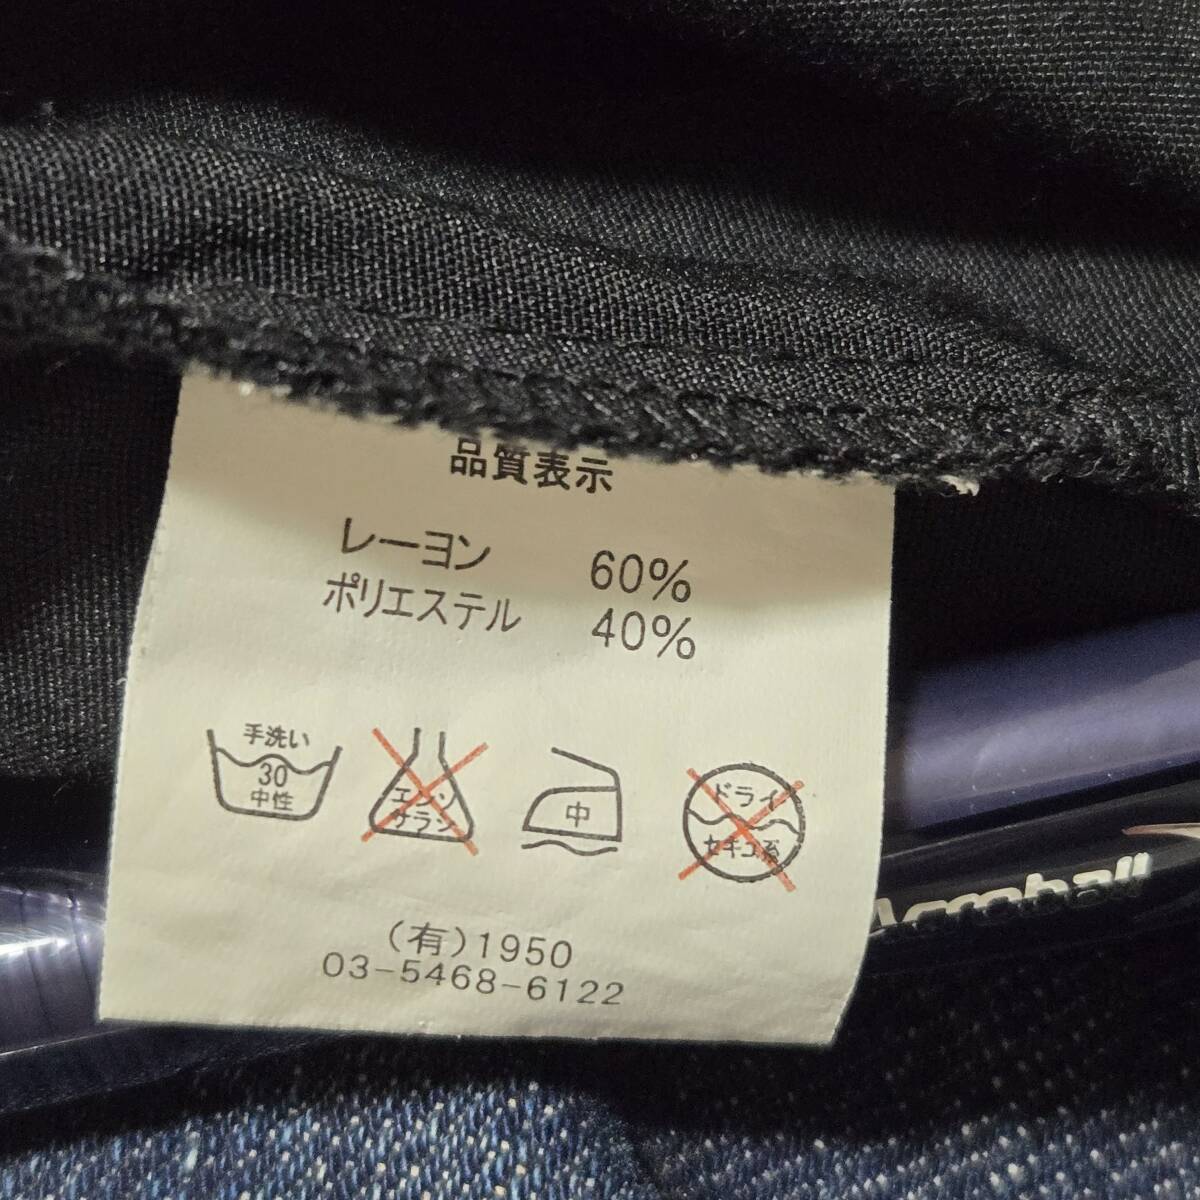 品質表示
レーヨン 60%
ポリエステル 40%
手洗い
30
中性
エンソ
サラシ
中
ドライ
セキユ系
(有)1950
03-5468-6122
Acroball